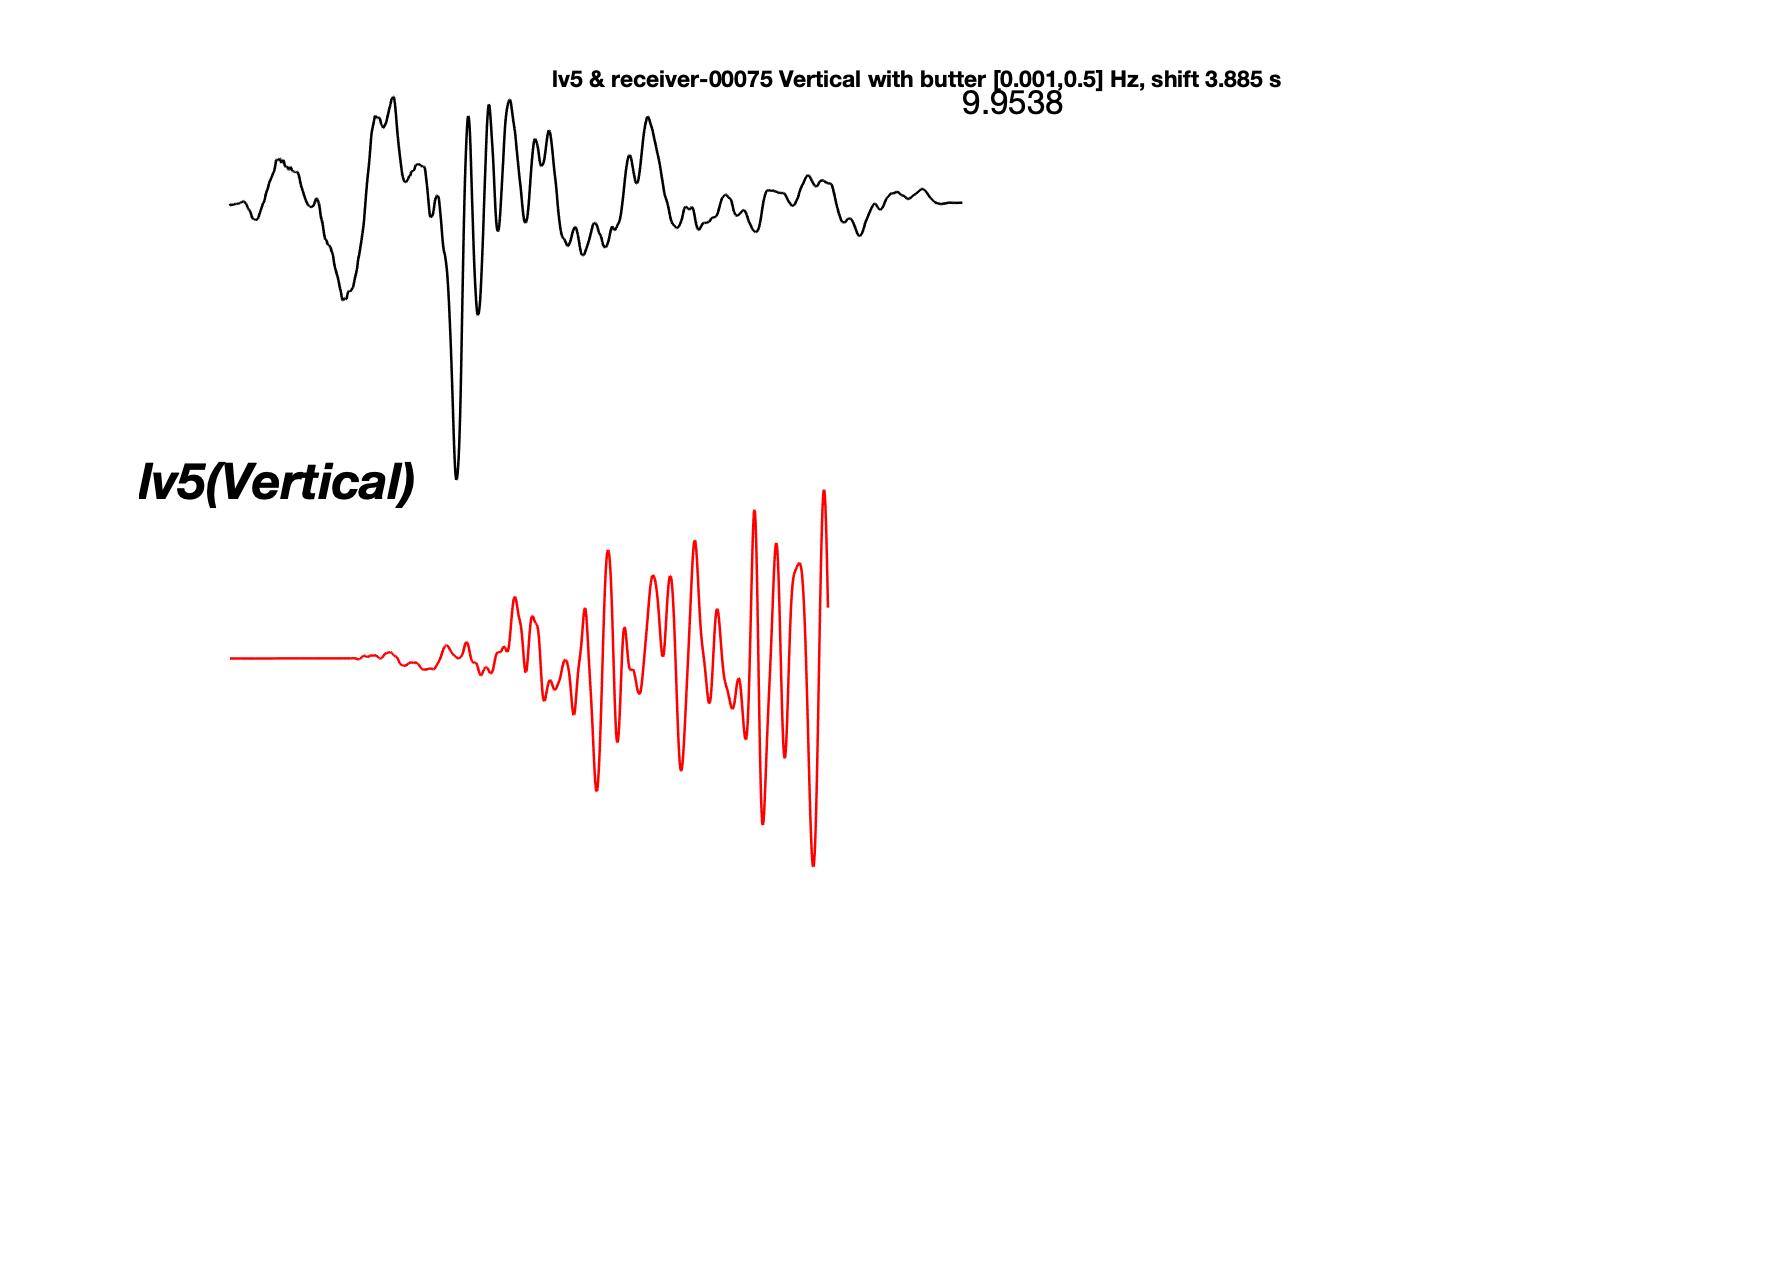 lv5 & receiver-00075 Vertical with butter [0.001,0.5] Hz, shift 3.885 s
9.9538
lv5(Vertical)